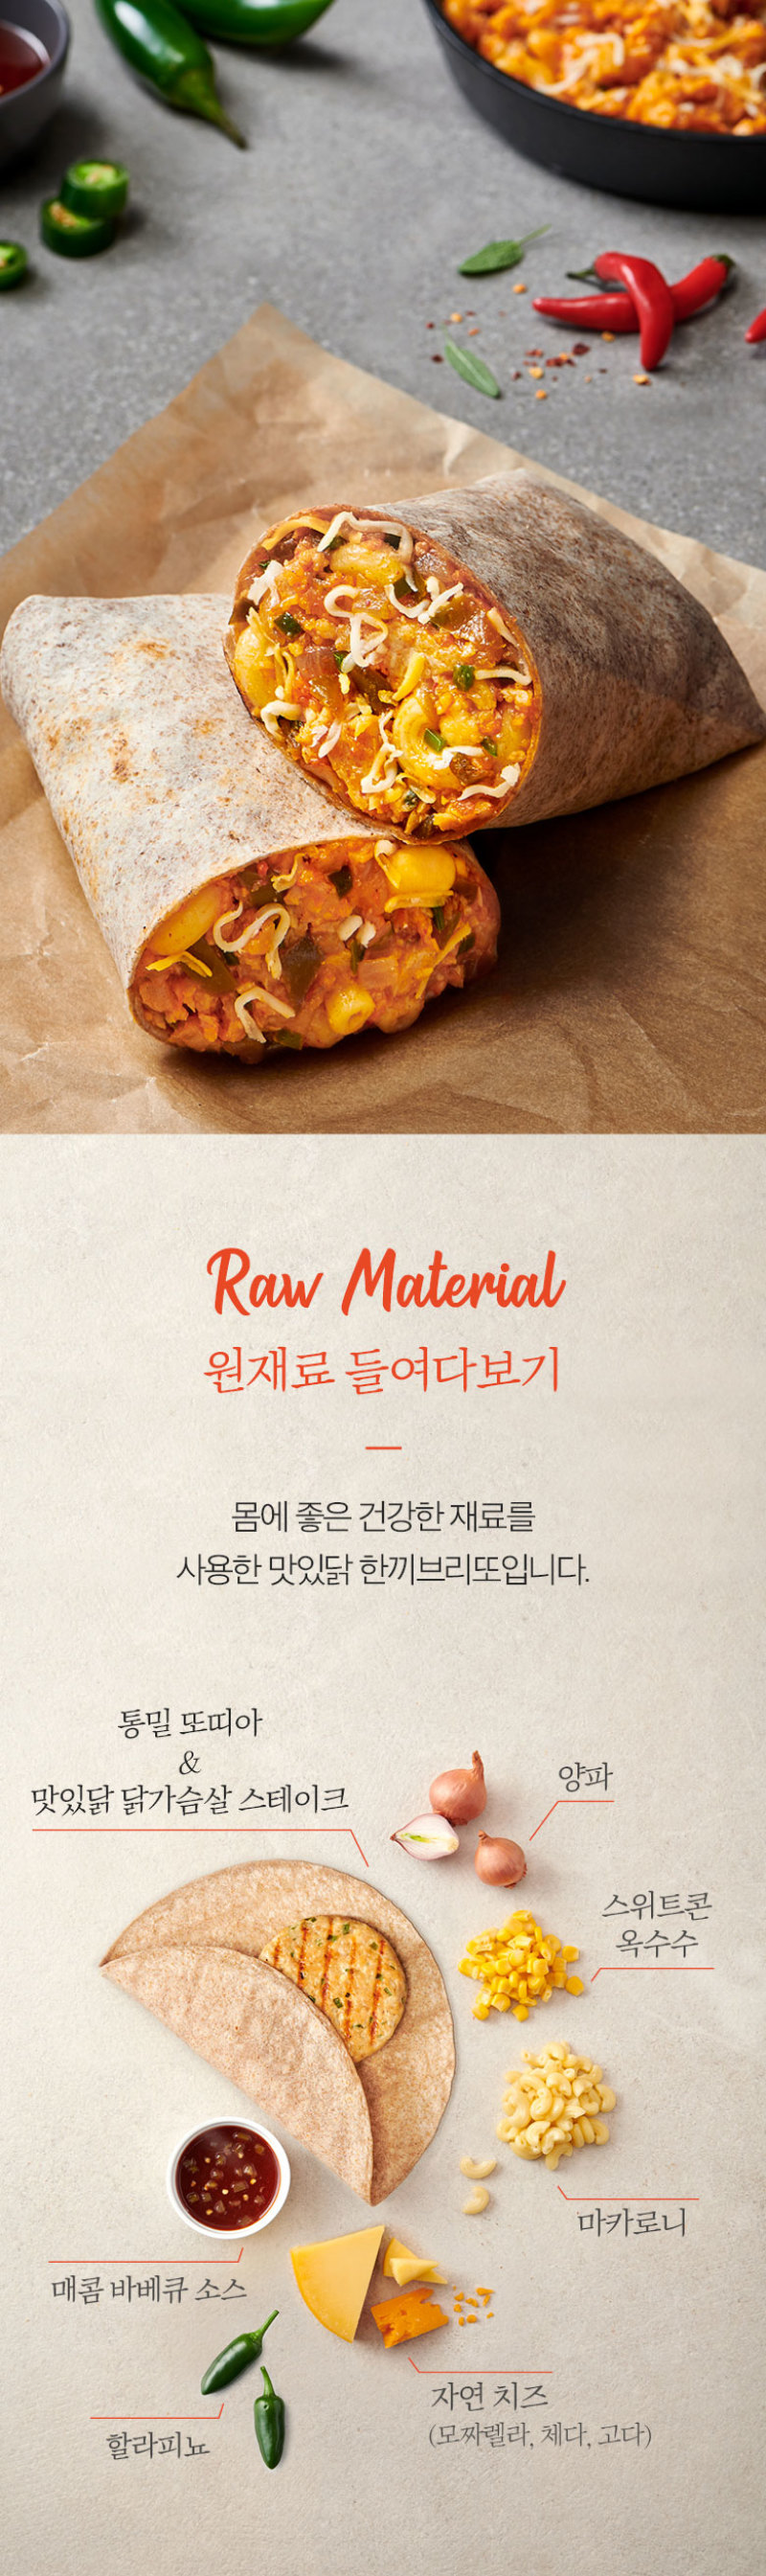 Raw Material
원재료 들여다보기
몸에 좋은 건강한 재료를
사용한 맛있닭 한끼브리또입니다.
통밀 또띠아
&
맛있닭 닭가슴살 스테이크
양파
스위트콘
옥수수
마카로니
매콤 바베큐 소스
자연 치즈
(모짜렐라, 체다, 고다)
할라피뇨